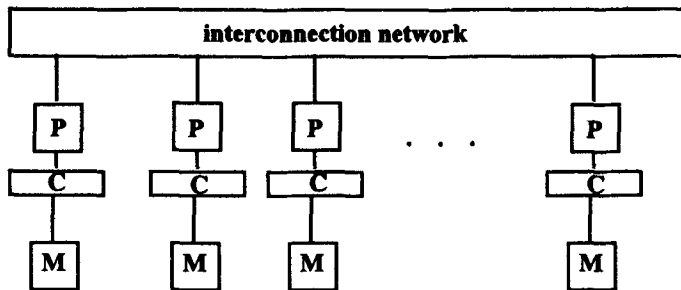 interconnection network
P P P . . . P
C C C C
M M M M